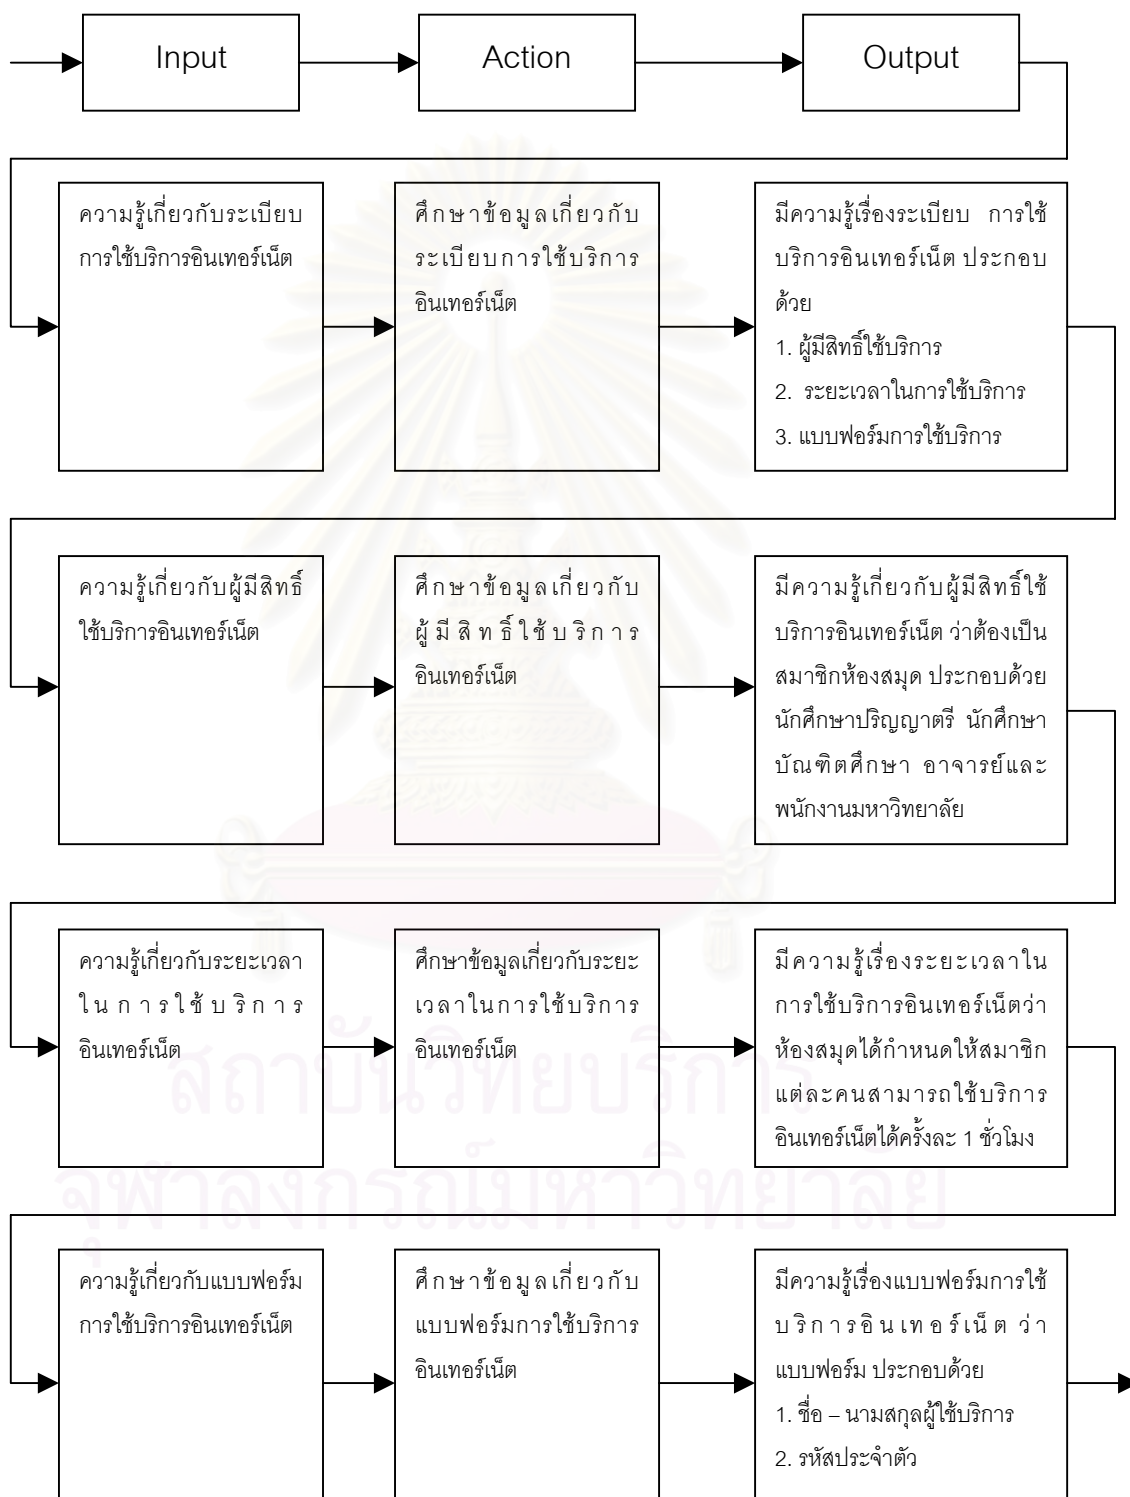 Input
Action
Output
ความรู้เกี่ยวกับระเบียบ
การใช้บริการอินเทอร์เน็ต
ศึกษาข้อมูลเกี่ยวกับ
ระเบียบการใช้บริการ
อินเทอร์เน็ต
มีความรู้เรื่องระเบียบ การใช้
บริการอินเทอร์เน็ต ประกอบ
ด้วย
1. ผู้มีสิทธิ์ใช้บริการ
2. ระยะเวลาในการใช้บริการ
3. แบบฟอร์มการใช้บริการ
ความรู้เกี่ยวกับผู้มีสิทธิ์
ใช้บริการอินเทอร์เน็ต
ศึกษาข้อมูลเกี่ยวกับ
ผู้มีสิทธิ์ใช้บริการ
อินเทอร์เน็ต
มีความรู้เกี่ยวกับผู้มีสิทธิ์ใช้
บริการอินเทอร์เน็ต ว่าต้องเป็น
สมาชิกห้องสมุด ประกอบด้วย
นักศึกษาปริญญาตรี นักศึกษา
บัณฑิตศึกษา อาจารย์และ
พนักงานมหาวิทยาลัย
ความรู้เกี่ยวกับระยะเวลา
ในการใช้บริการ
อินเทอร์เน็ต
ศึกษาข้อมูลเกี่ยวกับระยะ
เวลาในการใช้บริการ
อินเทอร์เน็ต
มีความรู้เรื่องระยะเวลาใน
การใช้บริการอินเทอร์เน็ตว่า
ห้องสมุดได้กำหนดให้สมาชิก
แต่ละคนสามารถใช้บริการ
อินเทอร์เน็ตได้ครั้งละ 1 ชั่วโมง
สถาบันวิทยบริการ
จุฬาลงกรณ์มหาวิทยาลัย
ความรู้เกี่ยวกับแบบฟอร์ม
การใช้บริการอินเทอร์เน็ต
ศึกษาข้อมูลเกี่ยวกับ
แบบฟอร์มการใช้บริการ
อินเทอร์เน็ต
มีความรู้เรื่องแบบฟอร์มการใช้
บริการอินเทอร์เน็ต ว่า
แบบฟอร์ม ประกอบด้วย
1. ชื่อ – นามสกุลผู้ใช้บริการ
2. รหัสประจำตัว